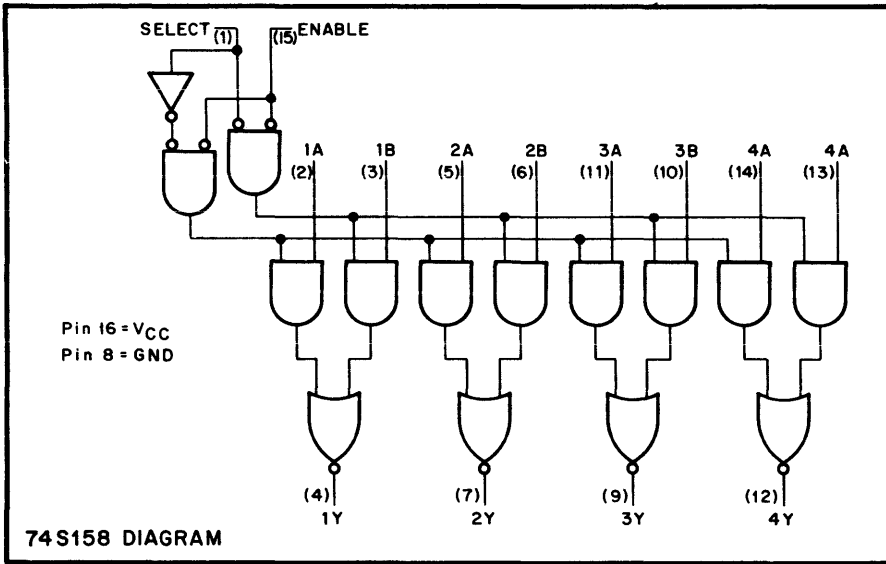 SELECT (1) (15) ENABLE
1A 1B 2A 2B 3A 3B 4A 4A
(2) (3) (5) (6) (11) (10) (14) (13)
Pin 16 = VCC
Pin 8 = GND
(4) (7) (9) (12)
1Y 2Y 3Y 4Y
74S158 DIAGRAM